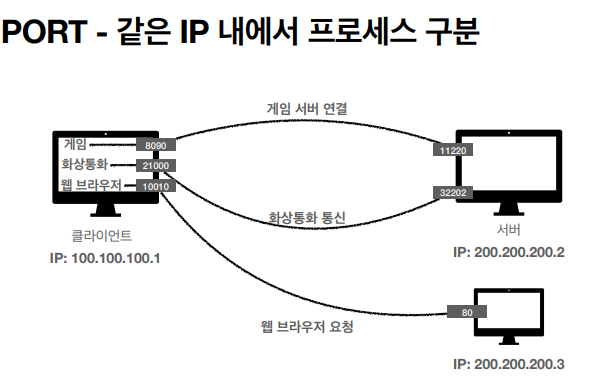 PORT - 같은 IP 내에서 프로세스 구분
게임 서버 연결
게임 8090
화상통화 21000
웹 브라우저 10010
11220
32202
화상통화 통신
클라이언트
IP: 100.100.100.1
서버
IP: 200.200.200.2
80
웹 브라우저 요청
IP: 200.200.200.3